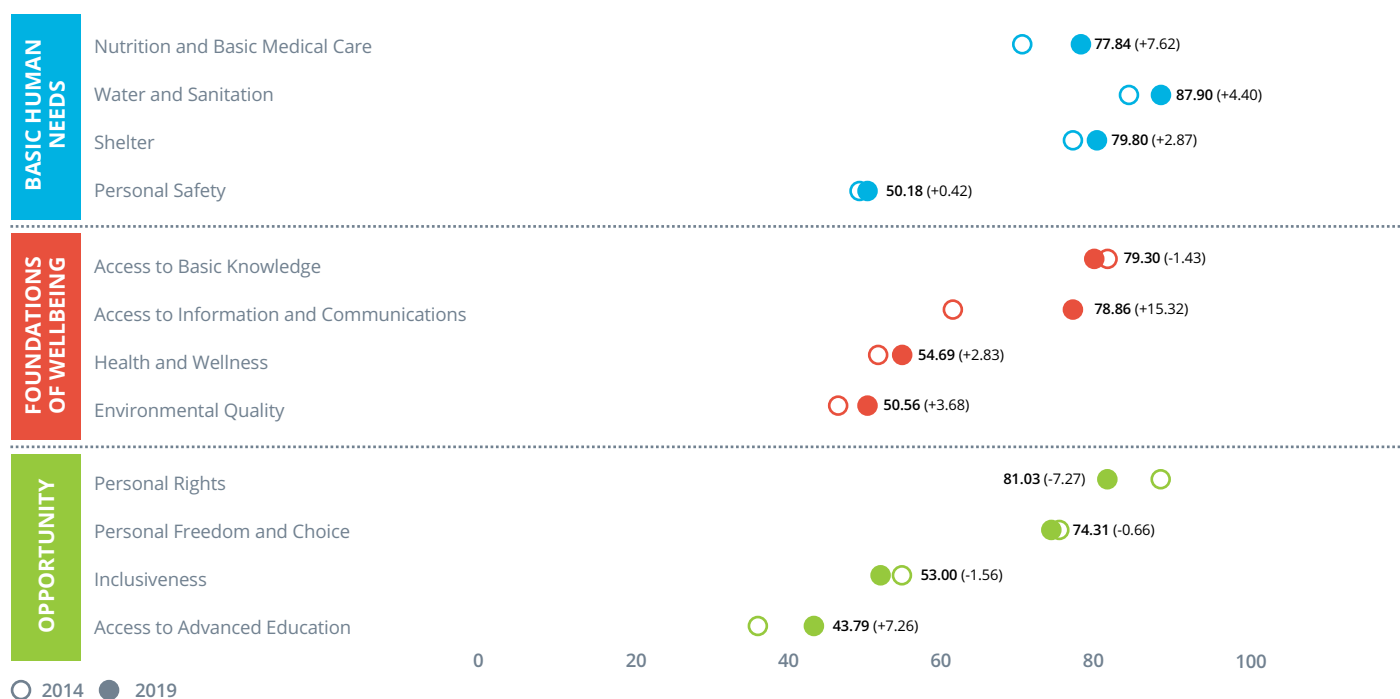 BASIC HUMAN
NEEDS
Nutrition and Basic Medical Care 77.84 (+7.62)
Water and Sanitation 87.90 (+4.40)
Shelter 79.80 (+2.87)
Personal Safety 50.18 (+0.42)
FOUNDATIONS
OF WELLBEING
Access to Basic Knowledge 79.30 (-1.43)
Access to Information and Communications 78.86 (+15.32)
Health and Wellness 54.69 (+2.83)
Environmental Quality 50.56 (+3.68)
OPPORTUNITY
Personal Rights 81.03 (-7.27)
Personal Freedom and Choice 74.31 (-0.66)
Inclusiveness 53.00 (-1.56)
Access to Advanced Education 43.79 (+7.26)
0 20 40 60 80 100
2014 2019